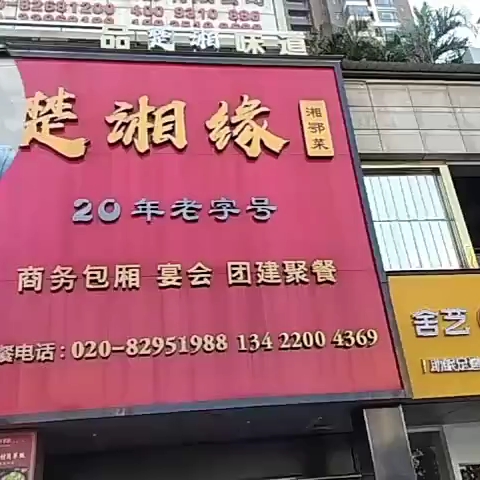 品楚湘味道
楚湘缘
湘鄂菜
20年老字号
商务包厢 宴会 团建聚餐
餐电话：020-82951988 134 2200 4369
舍艺